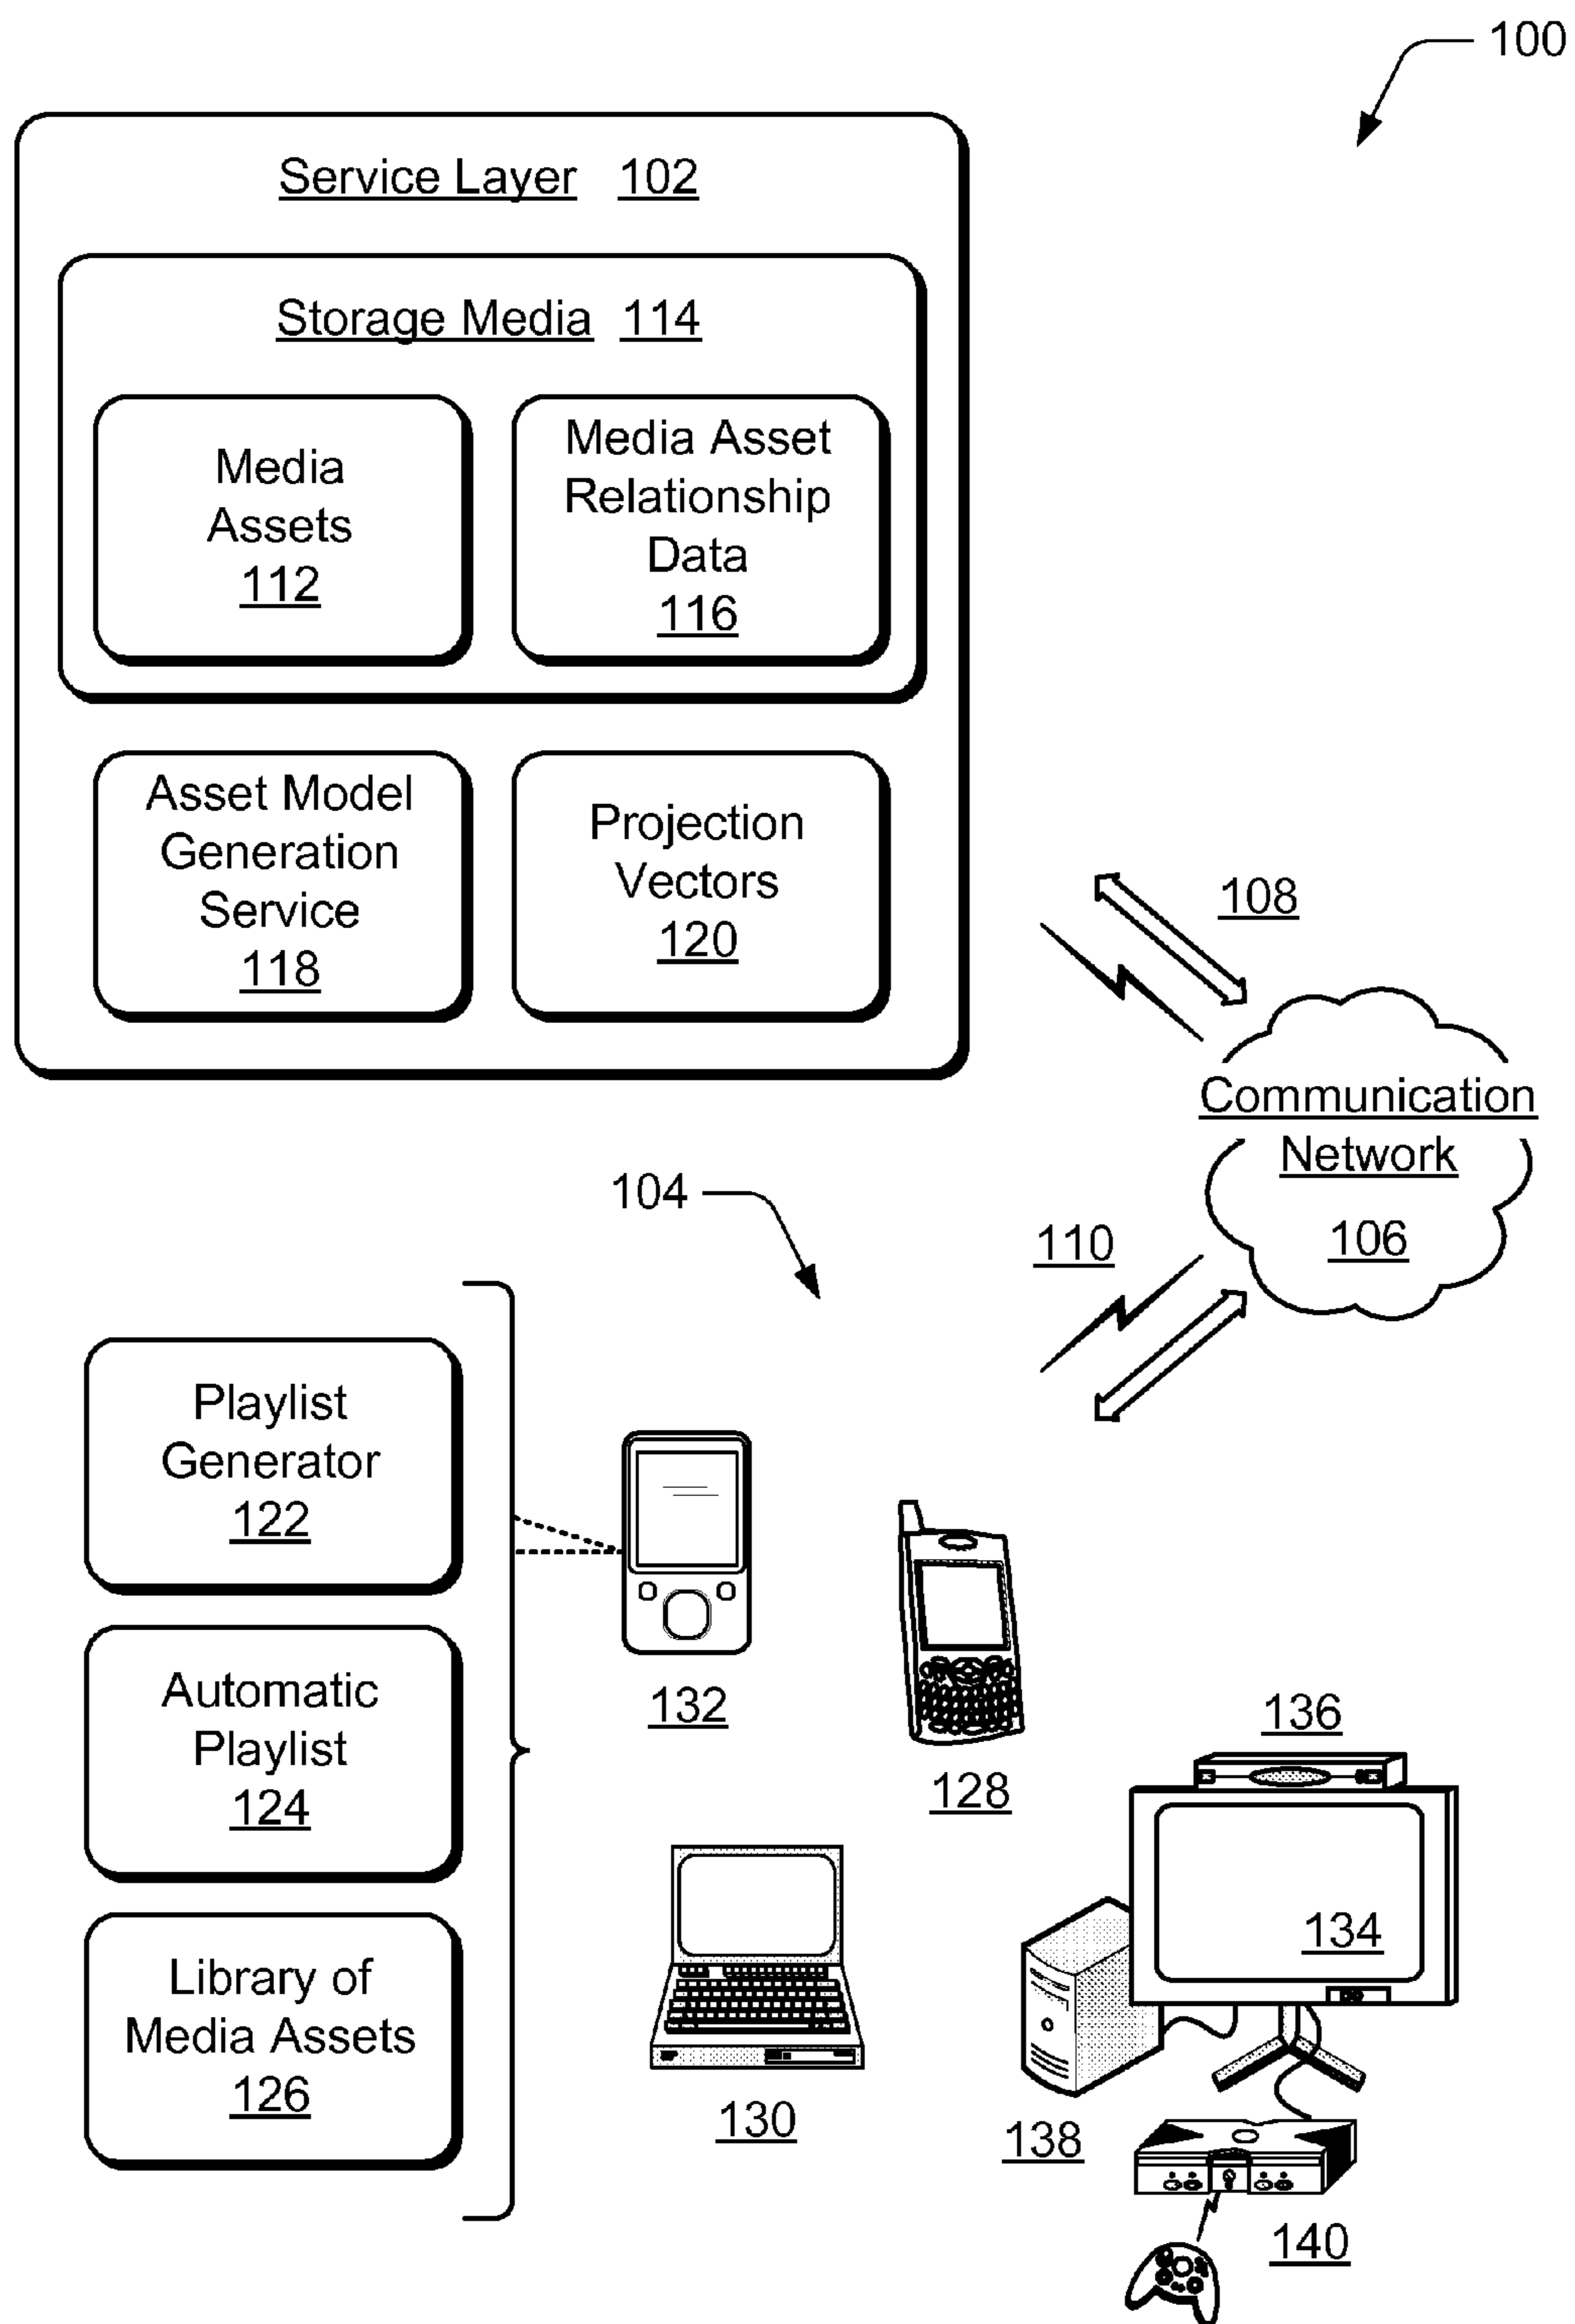 100
Service Layer 102
Storage Media 114
Media
Assets
112
Media Asset
Relationship
Data
116
Asset Model
Generation
Service
118
Projection
Vectors
120
108
Communication
Network
106
104
110
Playlist
Generator
122
Automatic
Playlist
124
Library of
Media Assets
126
132
128
136
134
130
138
140